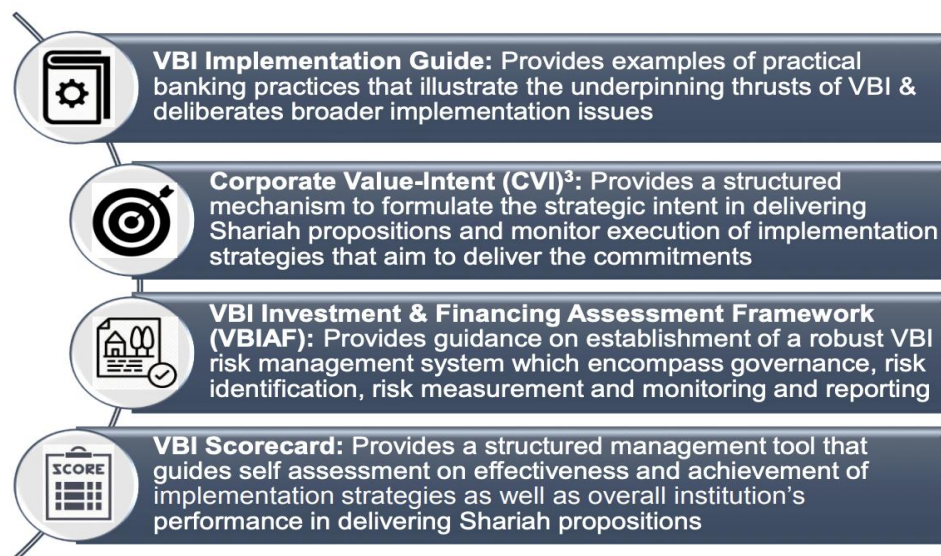 VBI Implementation Guide: Provides examples of practical
banking practices that illustrate the underpinning thrusts of VBI &
deliberates broader implementation issues
Corporate Value-Intent (CVI)³: Provides a structured
mechanism to formulate the strategic intent in delivering
Shariah propositions and monitor execution of implementation
strategies that aim to deliver the commitments
VBI Investment & Financing Assessment Framework
(VBIAF): Provides guidance on establishment of a robust VBI
risk management system which encompass governance, risk
identification, risk measurement and monitoring and reporting
SCORE
VBI Scorecard: Provides a structured management tool that
guides self assessment on effectiveness and achievement of
implementation strategies as well as overall institution's
performance in delivering Shariah propositions